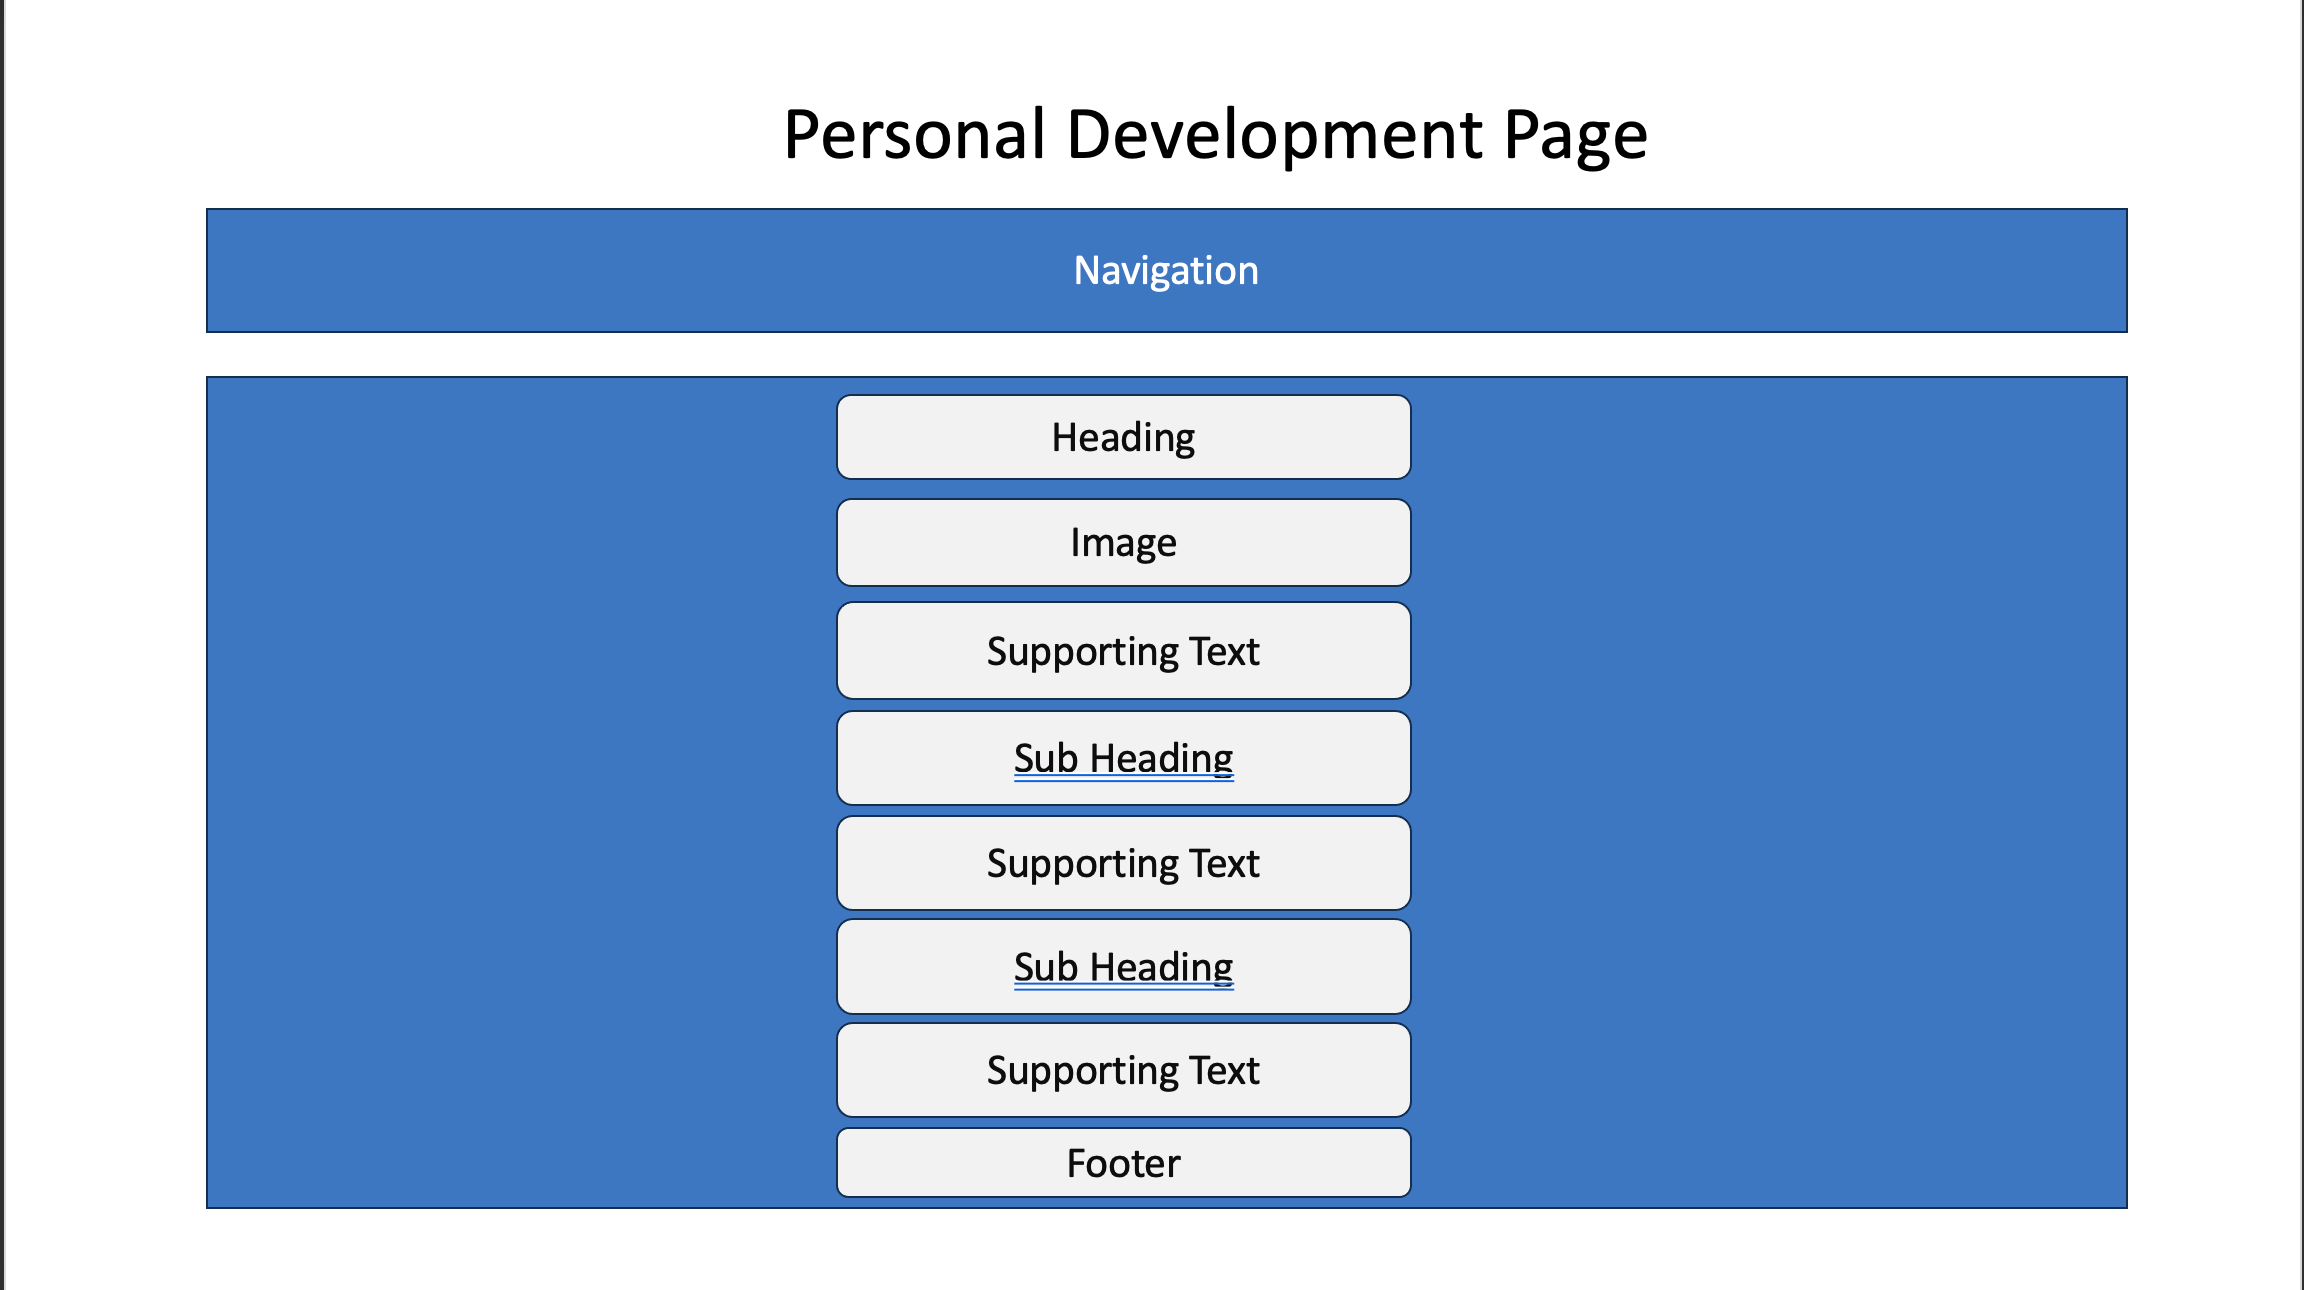 Personal Development Page
Navigation
Heading
Image
Supporting Text
Sub Heading
Supporting Text
Sub Heading
Supporting Text
Footer